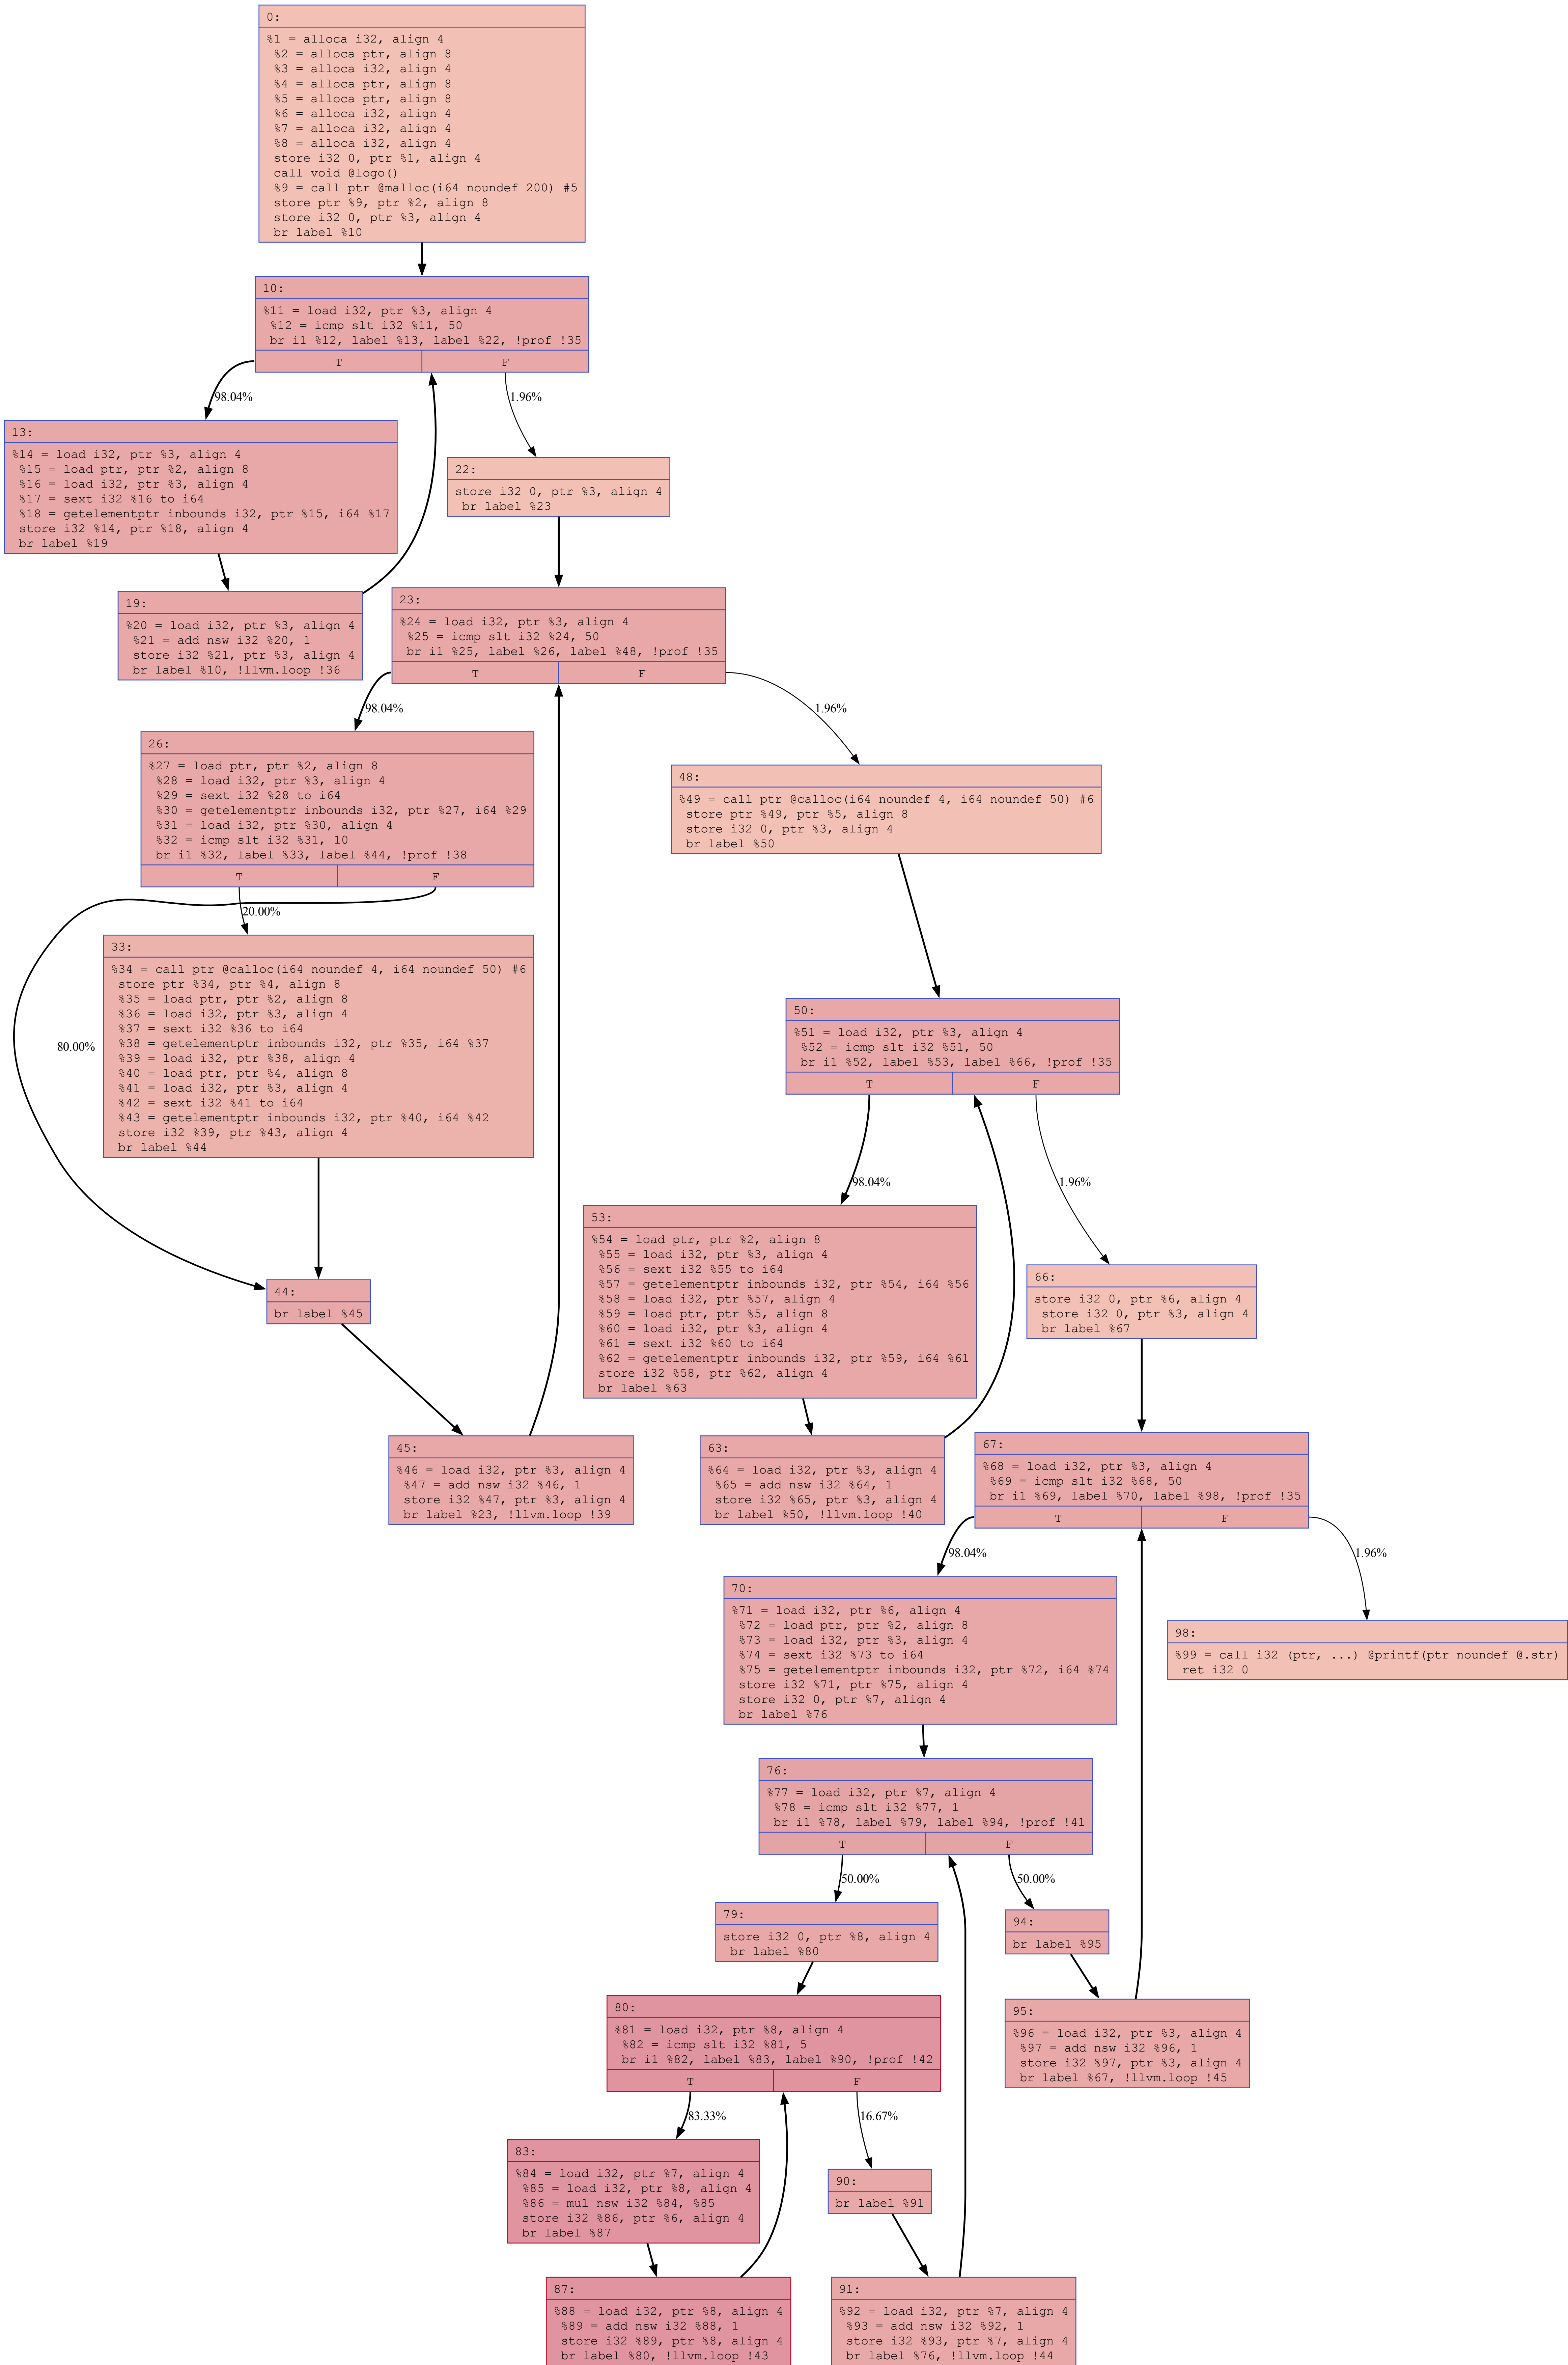 0:
%1 = alloca i32, align 4
%2 = alloca ptr, align 8
%3 = alloca i32, align 4
%4 = alloca ptr, align 8
%5 = alloca ptr, align 8
%6 = alloca i32, align 4
%7 = alloca i32, align 4
%8 = alloca i32, align 4
store i32 0, ptr %1, align 4
call void @logo()
%9 = call ptr @malloc(i64 noundef 200) #5
store ptr %9, ptr %2, align 8
store i32 0, ptr %3, align 4
br label %10
10:
%11 = load i32, ptr %3, align 4
%12 = icmp slt i32 %11, 50
br i1 %12, label %13, label %22, !prof !35
T
F
98.04%
1.96%
13:
%14 = load i32, ptr %3, align 4
%15 = load ptr, ptr %2, align 8
%16 = load i32, ptr %3, align 4
%17 = sext i32 %16 to i64
%18 = getelementptr inbounds i32, ptr %15, i64 %17
store i32 %14, ptr %18, align 4
br label %19
22:
store i32 0, ptr %3, align 4
br label %23
19:
%20 = load i32, ptr %3, align 4
%21 = add nsw i32 %20, 1
store i32 %21, ptr %3, align 4
br label %10, !llvm.loop !36
23:
%24 = load i32, ptr %3, align 4
%25 = icmp slt i32 %24, 50
br i1 %25, label %26, label %48, !prof !35
T
F
98.04%
1.96%
26:
%27 = load ptr, ptr %2, align 8
%28 = load i32, ptr %3, align 4
%29 = sext i32 %28 to i64
%30 = getelementptr inbounds i32, ptr %27, i64 %29
%31 = load i32, ptr %30, align 4
%32 = icmp slt i32 %31, 10
br i1 %32, label %33, label %44, !prof !38
T
F
48:
%49 = call ptr @calloc(i64 noundef 4, i64 noundef 50) #6
store ptr %49, ptr %5, align 8
store i32 0, ptr %3, align 4
br label %50
20.00%
80.00%
33:
%34 = call ptr @calloc(i64 noundef 4, i64 noundef 50) #6
store ptr %34, ptr %4, align 8
%35 = load ptr, ptr %2, align 8
%36 = load i32, ptr %3, align 4
%37 = sext i32 %36 to i64
%38 = getelementptr inbounds i32, ptr %35, i64 %37
%39 = load i32, ptr %38, align 4
%40 = load ptr, ptr %4, align 8
%41 = load i32, ptr %3, align 4
%42 = sext i32 %41 to i64
%43 = getelementptr inbounds i32, ptr %40, i64 %42
store i32 %39, ptr %43, align 4
br label %44
50:
%51 = load i32, ptr %3, align 4
%52 = icmp slt i32 %51, 50
br i1 %52, label %53, label %66, !prof !35
T
F
98.04%
1.96%
44:
br label %45
53:
%54 = load ptr, ptr %2, align 8
%55 = load i32, ptr %3, align 4
%56 = sext i32 %55 to i64
%57 = getelementptr inbounds i32, ptr %54, i64 %56
%58 = load i32, ptr %57, align 4
%59 = load ptr, ptr %5, align 8
%60 = load i32, ptr %3, align 4
%61 = sext i32 %60 to i64
%62 = getelementptr inbounds i32, ptr %59, i64 %61
store i32 %58, ptr %62, align 4
br label %63
66:
store i32 0, ptr %6, align 4
store i32 0, ptr %3, align 4
br label %67
45:
%46 = load i32, ptr %3, align 4
%47 = add nsw i32 %46, 1
store i32 %47, ptr %3, align 4
br label %23, !llvm.loop !39
63:
%64 = load i32, ptr %3, align 4
%65 = add nsw i32 %64, 1
store i32 %65, ptr %3, align 4
br label %50, !llvm.loop !40
67:
%68 = load i32, ptr %3, align 4
%69 = icmp slt i32 %68, 50
br i1 %69, label %70, label %98, !prof !35
T
F
98.04%
1.96%
70:
%71 = load i32, ptr %6, align 4
%72 = load ptr, ptr %2, align 8
%73 = load i32, ptr %3, align 4
%74 = sext i32 %73 to i64
%75 = getelementptr inbounds i32, ptr %72, i64 %74
store i32 %71, ptr %75, align 4
store i32 0, ptr %7, align 4
br label %76
98:
%99 = call i32 (ptr, ...) @printf(ptr noundef @.str)
ret i32 0
76:
%77 = load i32, ptr %7, align 4
%78 = icmp slt i32 %77, 1
br i1 %78, label %79, label %94, !prof !41
T
F
50.00%
50.00%
79:
store i32 0, ptr %8, align 4
br label %80
94:
br label %95
80:
%81 = load i32, ptr %8, align 4
%82 = icmp slt i32 %81, 5
br i1 %82, label %83, label %90, !prof !42
T
F
95:
%96 = load i32, ptr %3, align 4
%97 = add nsw i32 %96, 1
store i32 %97, ptr %3, align 4
br label %67, !llvm.loop !45
83.33%
16.67%
83:
%84 = load i32, ptr %7, align 4
%85 = load i32, ptr %8, align 4
%86 = mul nsw i32 %84, %85
store i32 %86, ptr %6, align 4
br label %87
90:
br label %91
87:
%88 = load i32, ptr %8, align 4
%89 = add nsw i32 %88, 1
store i32 %89, ptr %8, align 4
br label %80, !llvm.loop !43
91:
%92 = load i32, ptr %7, align 4
%93 = add nsw i32 %92, 1
store i32 %93, ptr %7, align 4
br label %76, !llvm.loop !44